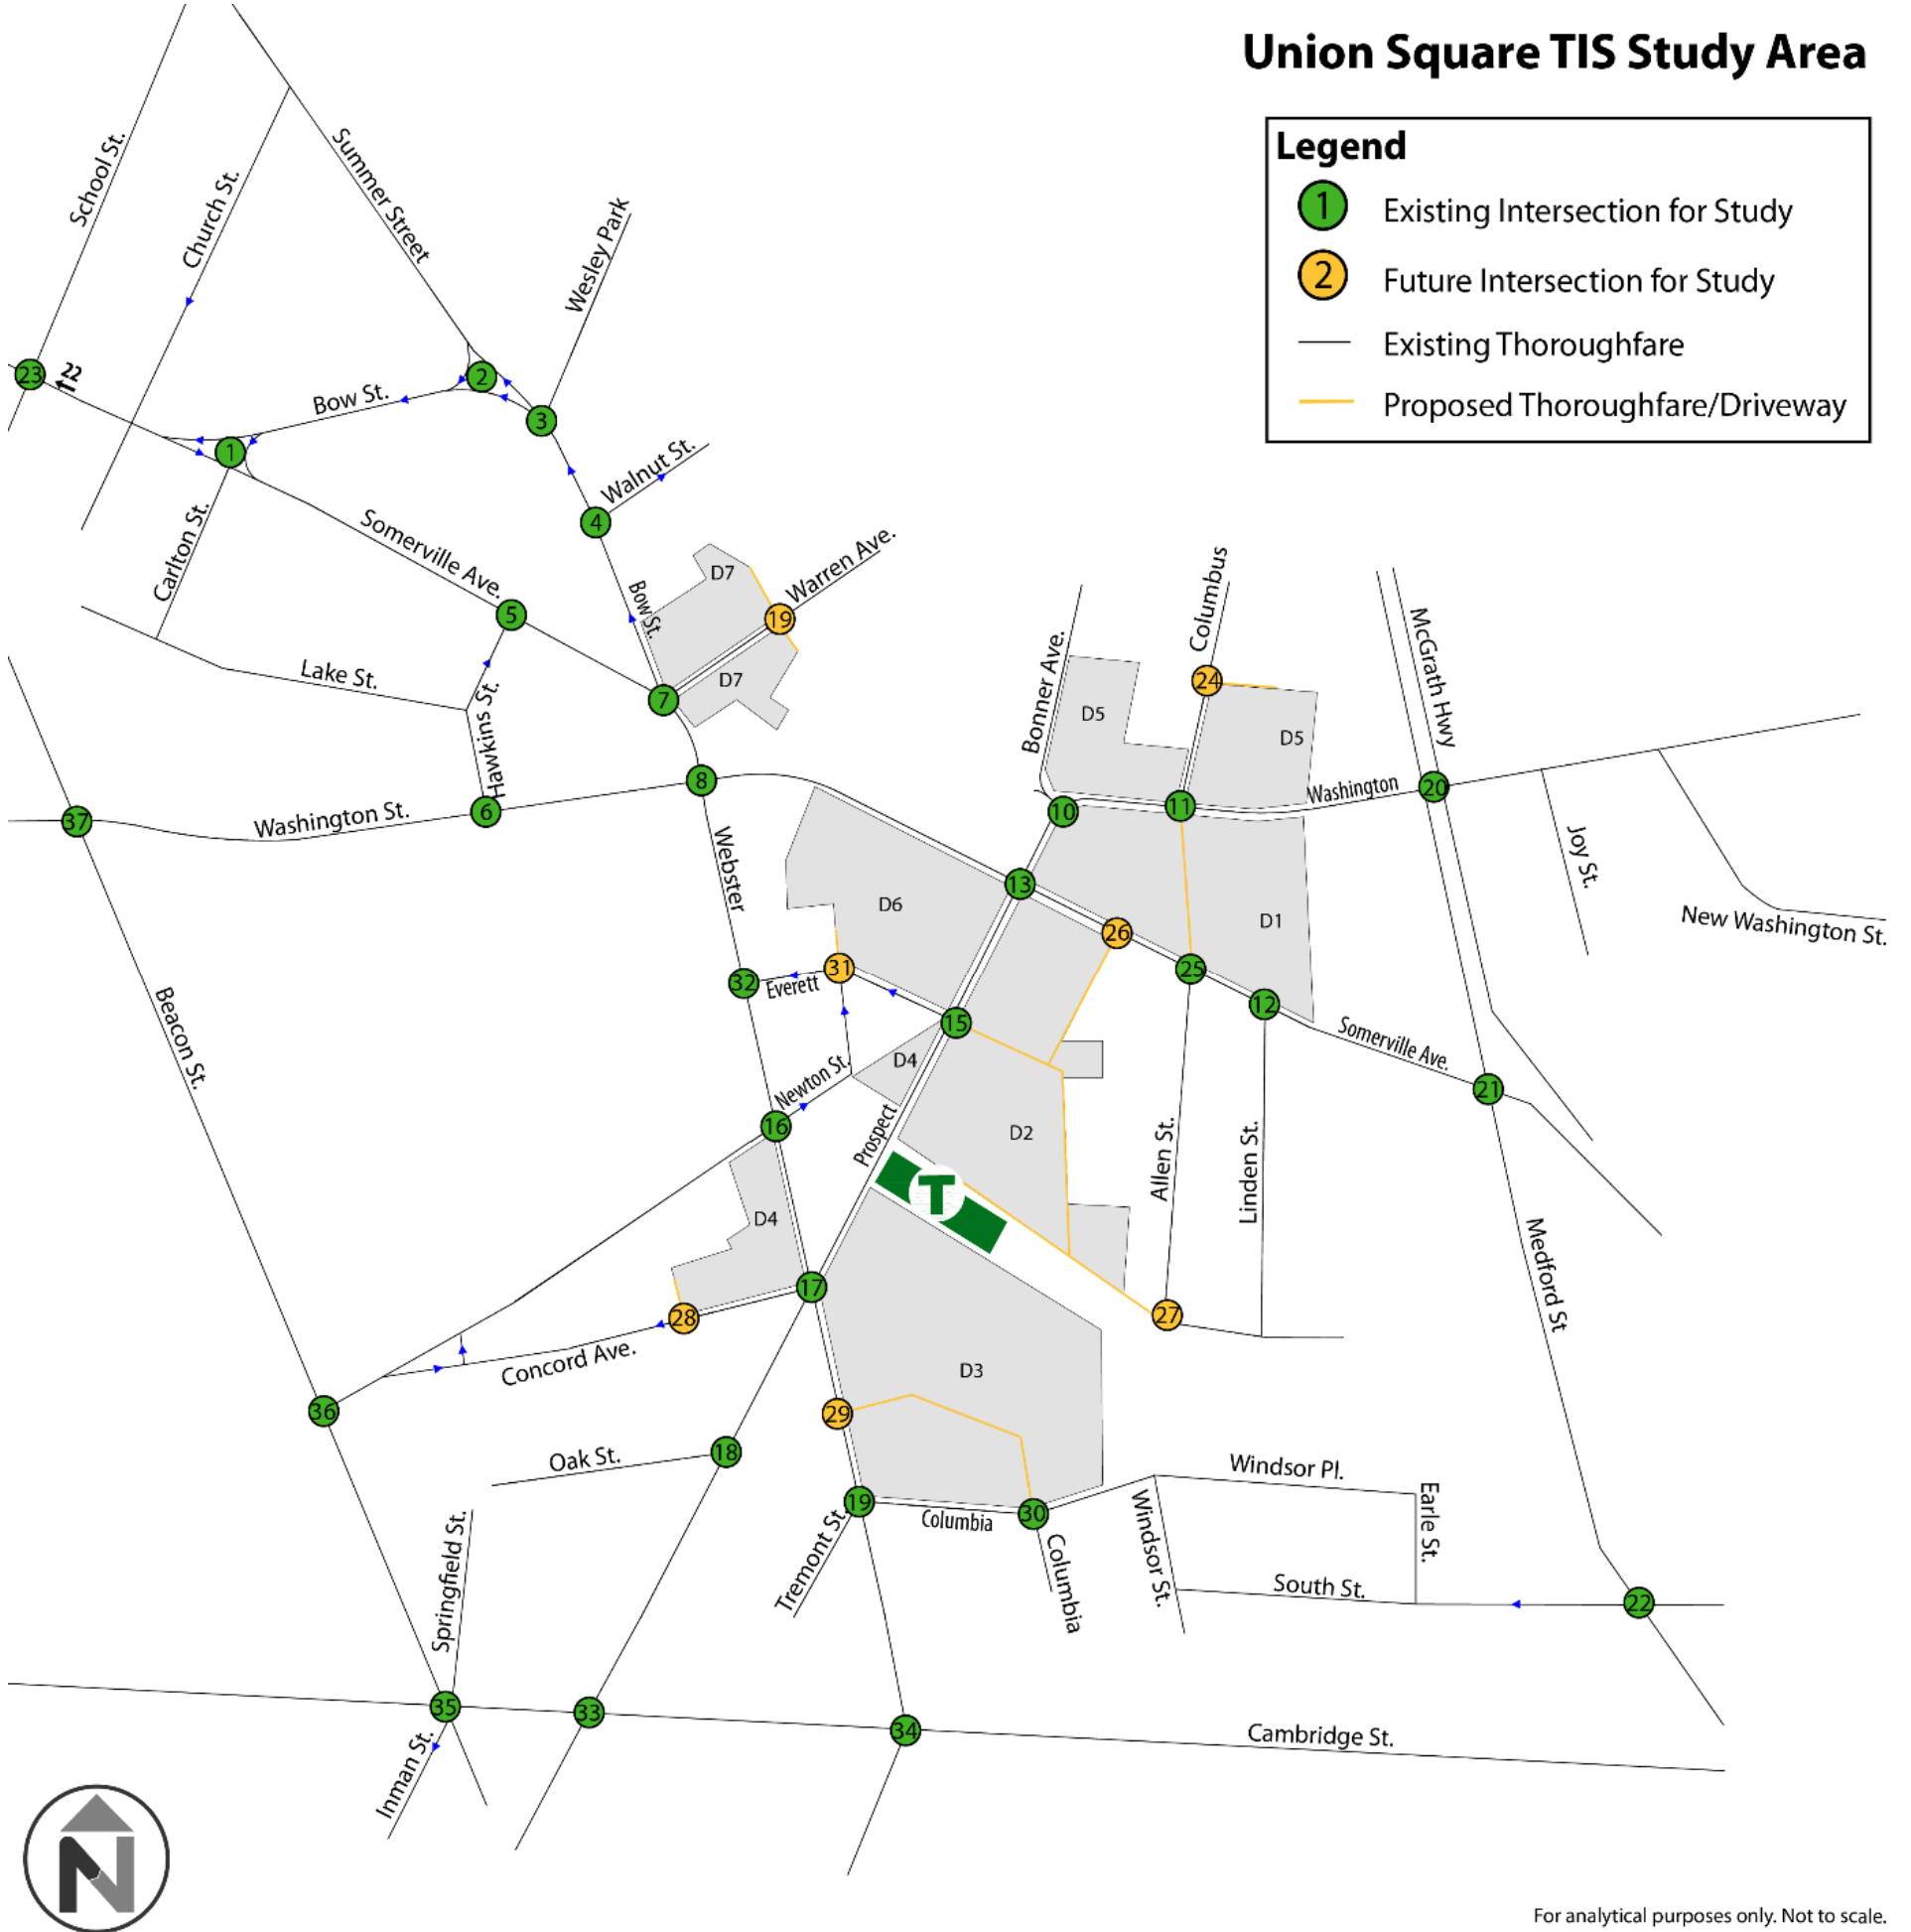 Union Square TIS Study Area
Legend
1 Existing Intersection for Study
2 Future Intersection for Study
Existing Thoroughfare
Proposed Thoroughfare/Driveway
School St.
Church St.
Summer Street
Wesley Park
23
22
2
Bow St.
3
1
Walnut St.
4
Carlton St.
Somerville Ave.
5
Bow St.
D7
Warren Ave.
19
Lake St.
D7
7
Hawkins St.
Bonner Ave.
Columbus
24
D5
D5
McGrath Hwy
8
6
37
Washington St.
10
11
Washington
20
Joy St.
New Washington St.
Webster
13
D6
26
D1
25
12
31
32
Everett
15
Somerville Ave.
21
Beacon St.
D4
Newton St.
16
Prospect
D2
T
Allen St.
Linden St.
D4
17
28
27
Medford St
Concord Ave.
D3
36
29
18
Oak St.
19
30
Columbia
Windsor Pl.
Tremont St.
Columbia
Windsor St.
Earle St.
South St.
22
Springfield St.
35
33
34
Cambridge St.
Inman St.
N
For analytical purposes only. Not to scale.